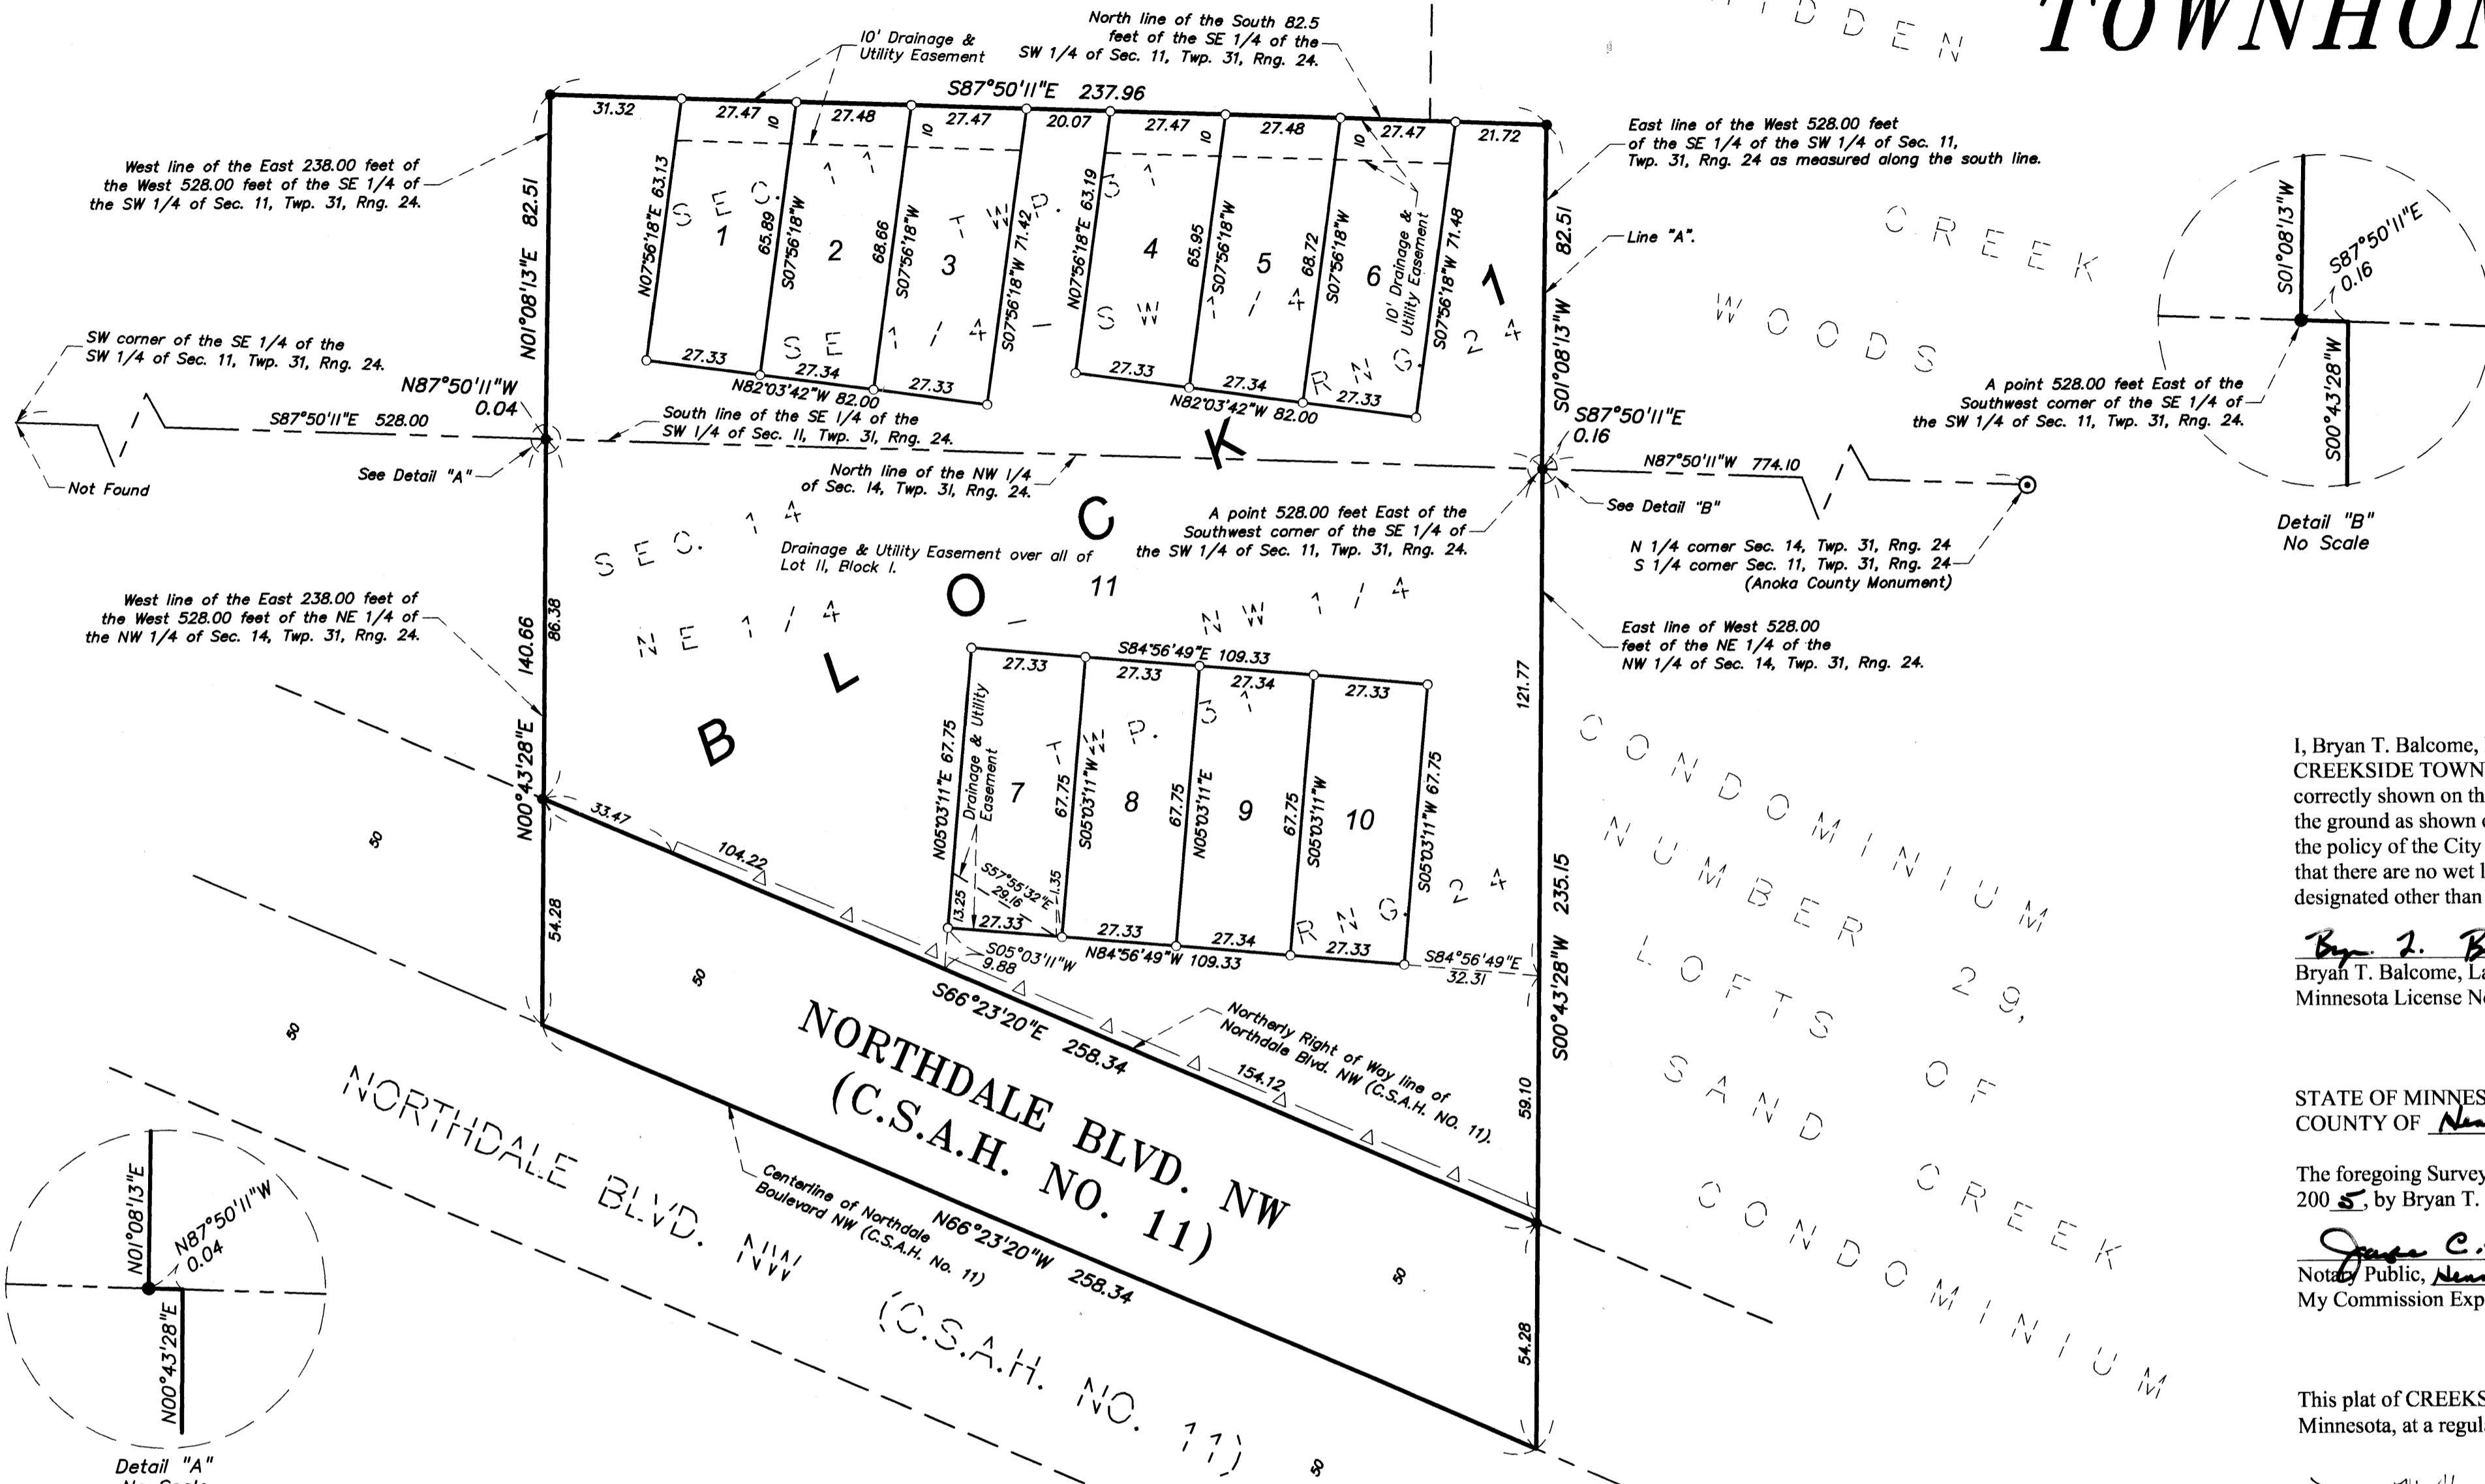 TOWNHO
DDEN
North line of the South 82.5
feet of the SE 1/4 of the
SW 1/4 of Sec. 11, Twp. 31, Rng. 24.
10' Drainage &
Utility Easement
S87°50'11"E 237.96
31.32
27.47
27.48
27.47
20.07
27.47
27.48
27.47
21.72
10
10
10
10
West line of the East 238.00 feet of
the West 528.00 feet of the SE 1/4 of
the SW 1/4 of Sec. 11, Twp. 31, Rng. 24.
East line of the West 528.00 feet
of the SE 1/4 of the SW 1/4 of Sec. 11,
Twp. 31, Rng. 24 as measured along the south line.
N01°08'13"E 82.51
N07°56'18"E 63.13
65.89
S07°56'18"W
68.66
S07°56'18"W
S07°56'18"W 71.42
N07°56'18"E 63.19
65.95
S07°56'18"W
68.72
S07°56'18"W
10' Drainage &
Utility Easement
S07°56'18"W 71.48
S01°08'13"W 82.51
SEC. 11
TWP. 31
SE 1/4 - SW 1/4
RNG. 24
1
2
3
4
5
6
1
Line "A".
CREEK
WOODS
27.33
27.34
27.33
N82°03'42"W 82.00
27.33
27.34
27.33
N82°03'42"W 82.00
SW corner of the SE 1/4 of the
SW 1/4 of Sec. 11, Twp. 31, Rng. 24.
N87°50'11"W
0.04
S87°50'11"E 528.00
Not Found
See Detail "A"
South line of the SE 1/4 of the
SW 1/4 of Sec. 11, Twp. 31, Rng. 24.
North line of the NW 1/4
of Sec. 14, Twp. 31, Rng. 24.
S87°50'11"E
0.16
N87°50'11"W 774.10
See Detail "B"
A point 528.00 feet East of the
Southwest corner of the SE 1/4 of
the SW 1/4 of Sec. 11, Twp. 31, Rng. 24.
N 1/4 corner Sec. 14, Twp. 31, Rng. 24
S 1/4 corner Sec. 11, Twp. 31, Rng. 24
(Anoka County Monument)
S01°08'13"W
S87°50'11"E
0.16
S00°43'28"W
A point 528.00 feet East of the
Southwest corner of the SE 1/4 of
the SW 1/4 of Sec. 11, Twp. 31, Rng. 24.
Detail "B"
No Scale
SEC. 14
NE 1/4 - NW 1/4
Drainage & Utility Easement over all of
Lot 11, Block 1.
11
BLOCK
West line of the East 238.00 feet of
the West 528.00 feet of the NE 1/4 of
the NW 1/4 of Sec. 14, Twp. 31, Rng. 24.
East line of West 528.00
feet of the NE 1/4 of the
NW 1/4 of Sec. 14, Twp. 31, Rng. 24.
N00°43'28"E 140.66
86.38
54.28
121.77
S00°43'28"W 235.15
59.10
54.28
S84°56'49"E 109.33
27.33
27.33
27.34
27.33
N05°03'11"E 67.75
Drainage & Utility
Easement
67.75
S05°03'11"W
67.75
N05°03'11"E
67.75
S05°03'11"W
S05°03'11"W 67.75
7
8
9
10
TWP. 31
RNG. 24
13.25
S57°55'32"E
29.16
1.35
27.33
27.33
27.34
27.33
N84°56'49"W 109.33
S05°03'11"W
9.88
S84°56'49"E
32.31
33.47
104.22
154.12
S66°23'20"E 258.34
Northerly Right of Way line of
Northdale Blvd. NW (C.S.A.H. NO. 11).
NORTHDALE BLVD. NW
(C.S.A.H. NO. 11)
N66°23'20"W 258.34
Centerline of Northdale
Boulevard NW (C.S.A.H. No. 11)
NORTHDALE BLVD. NW (C.S.A.H. NO. 11)
50
50
50
50
50
CONDOMINIUM
NUMBER 29,
LOFTS OF
SAND CREEK
CONDOMINIUM
N01°08'13"E
N87°50'11"W
0.04
N00°43'28"E
Detail "A"
No Scale
I, Bryan T. Balcome,
CREEKSIDE TOWN
correctly shown on th
the ground as shown
the policy of the City
that there are no wet l
designated other than
Bryan T. Balcome, La
Minnesota License N
STATE OF MINNES
COUNTY OF
The foregoing Survey
200 5, by Bryan T.
Notary Public,
My Commission Exp
This plat of CREEKS
Minnesota, at a regul